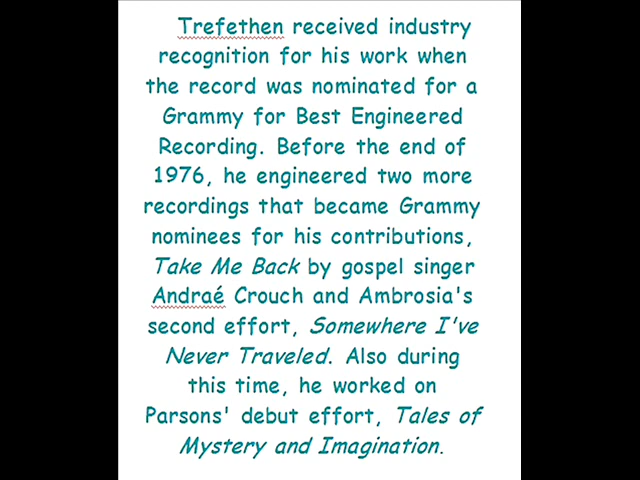 Trefethen received industry
recognition for his work when
the record was nominated for a
Grammy for Best Engineered
Recording. Before the end of
1976, he engineered two more
recordings that became Grammy
nominees for his contributions,
Take Me Back by gospel singer
Andraé Crouch and Ambrosia's
second effort, Somewhere I've
Never Traveled. Also during
this time, he worked on
Parsons' debut effort, Tales of
Mystery and Imagination.